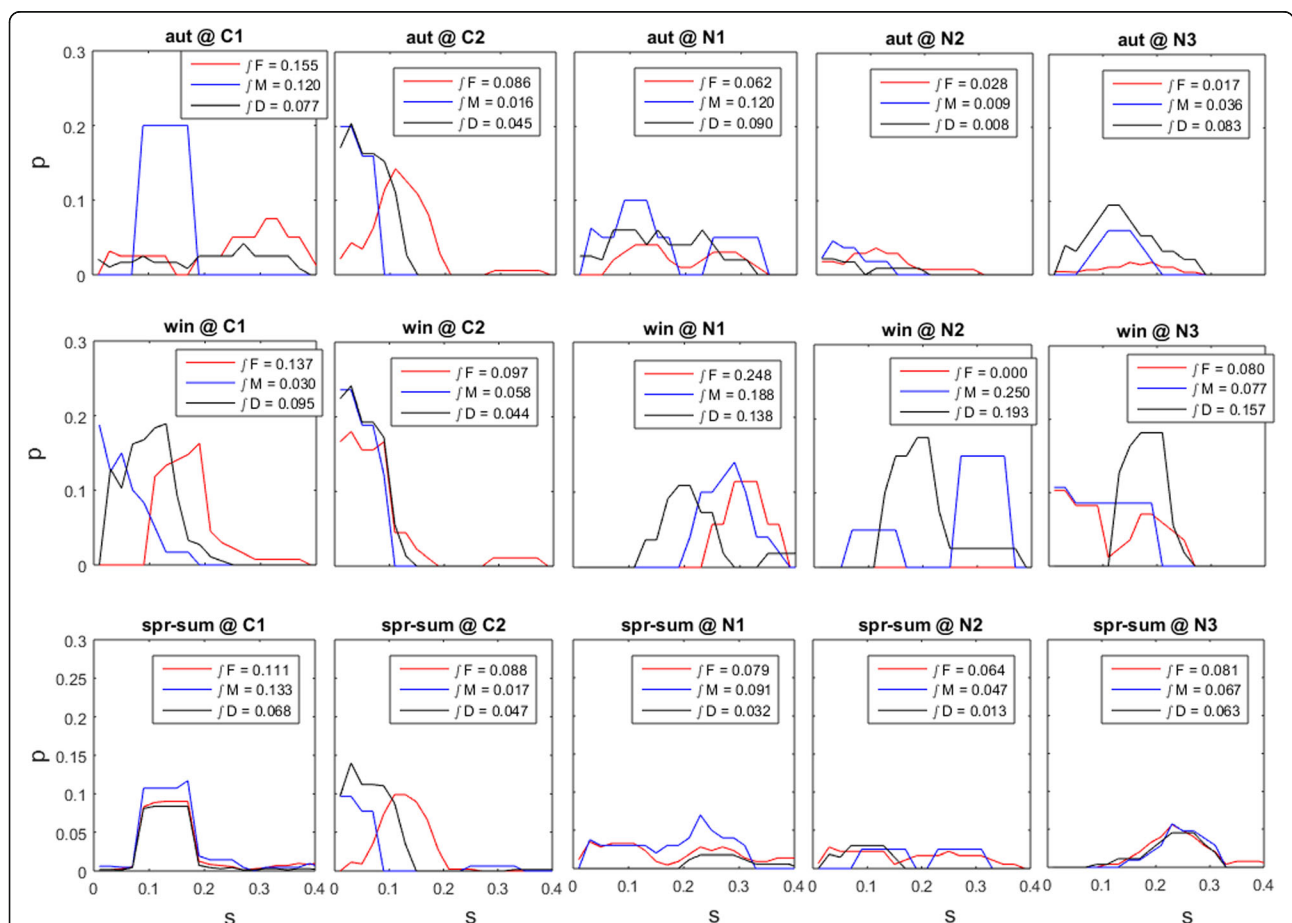 aut @ C1 aut @ C2 aut @ N1 aut @ N2 aut @ N3
0.3
∫ F = 0.155 ∫ F = 0.086 ∫ F = 0.062 ∫ F = 0.028 ∫ F = 0.017
∫ M = 0.120 ∫ M = 0.016 ∫ M = 0.120 ∫ M = 0.009 ∫ M = 0.036
∫ D = 0.077 ∫ D = 0.045 ∫ D = 0.090 ∫ D = 0.008 ∫ D = 0.083
0.2
p
0.1
0
win @ C1 win @ C2 win @ N1 win @ N2 win @ N3
0.3
∫ F = 0.137 ∫ F = 0.097 ∫ F = 0.248 ∫ F = 0.000 ∫ F = 0.080
∫ M = 0.030 ∫ M = 0.058 ∫ M = 0.188 ∫ M = 0.250 ∫ M = 0.077
∫ D = 0.095 ∫ D = 0.044 ∫ D = 0.138 ∫ D = 0.193 ∫ D = 0.157
0.2
p
0.1
0
spr-sum @ C1 spr-sum @ C2 spr-sum @ N1 spr-sum @ N2 spr-sum @ N3
0.3
∫ F = 0.111 ∫ F = 0.088 ∫ F = 0.079 ∫ F = 0.064 ∫ F = 0.081
0.25
∫ M = 0.133 ∫ M = 0.017 ∫ M = 0.091 ∫ M = 0.047 ∫ M = 0.067
∫ D = 0.068 ∫ D = 0.047 ∫ D = 0.032 ∫ D = 0.013 ∫ D = 0.063
0.2
p
0.15
0.1
0.05
0
0 0.1 0.2 0.3 0.4 0 0.1 0.2 0.3 0.4 0 0.1 0.2 0.3 0.4 0 0.1 0.2 0.3 0.4 0 0.1 0.2 0.3 0.4
s s s s s